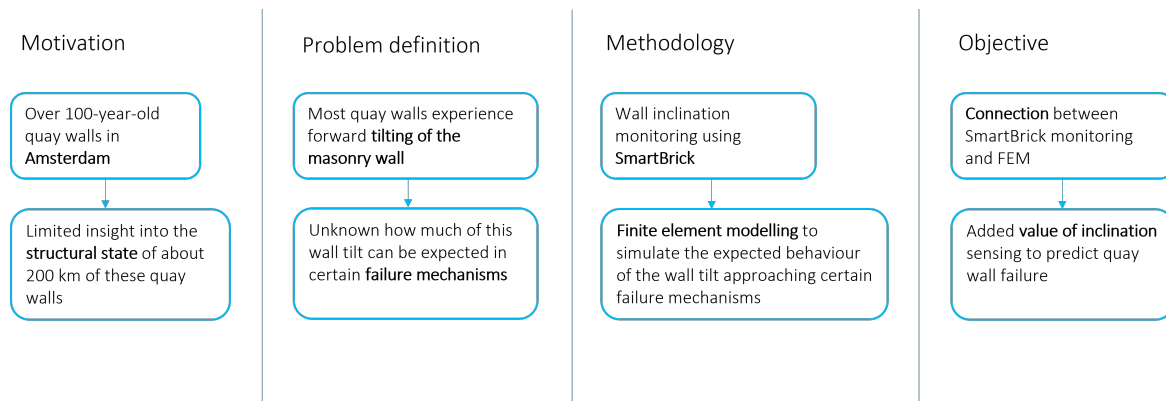 Motivation
Over 100-year-old
quay walls in
Amsterdam
Limited insight into the
structural state of about
200 km of these quay
walls
Problem definition
Most quay walls experience
forward tilting of the
masonry wall
Unknown how much of this
wall tilt can be expected in
certain failure mechanisms
Methodology
Wall inclination
monitoring using
SmartBrick
Finite element modelling to
simulate the expected behaviour
of the wall tilt approaching certain
failure mechanisms
Objective
Connection between
SmartBrick monitoring
and FEM
Added value of inclination
sensing to predict quay
wall failure